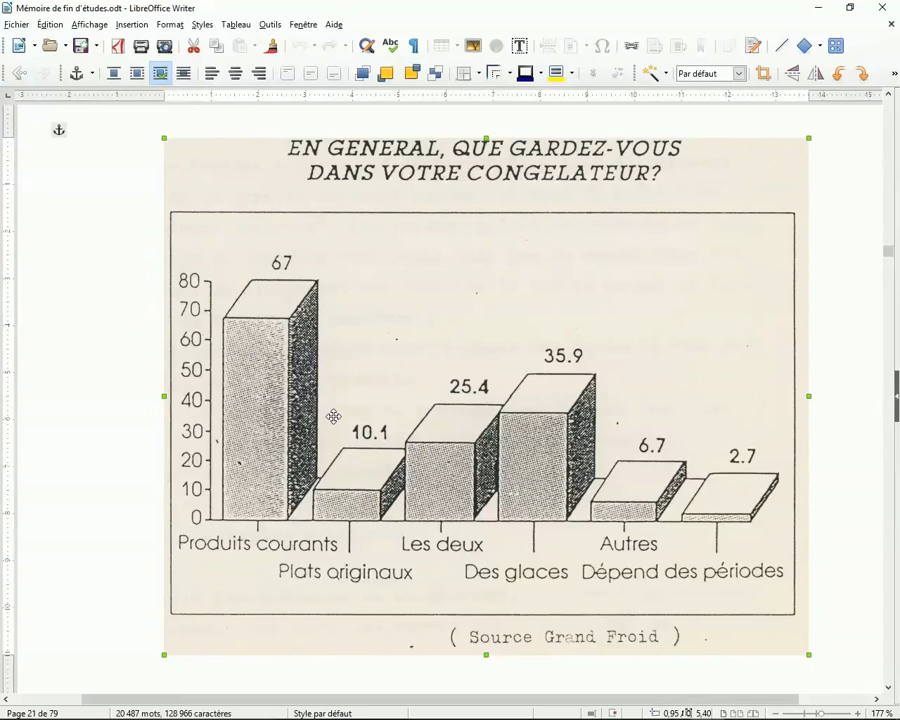 Mémoire de fin d'études.odt - LibreOffice Writer
Fichier Édition Affichage Insertion Format Styles Tableau Outils Fenêtre Aide
Par défaut
EN GENERAL, QUE GARDEZ-VOUS
DANS VOTRE CONGELATEUR?
67
80
70
60
35.9
50
25.4
40
10.1
30
6.7
20
2.7
10
0
Produits courants Les deux Autres
Plats originaux Des glaces Dépend des périodes
( Source Grand Froid )
Page 21 de 79 20 487 mots, 128 966 caractères Style par défaut 177 %